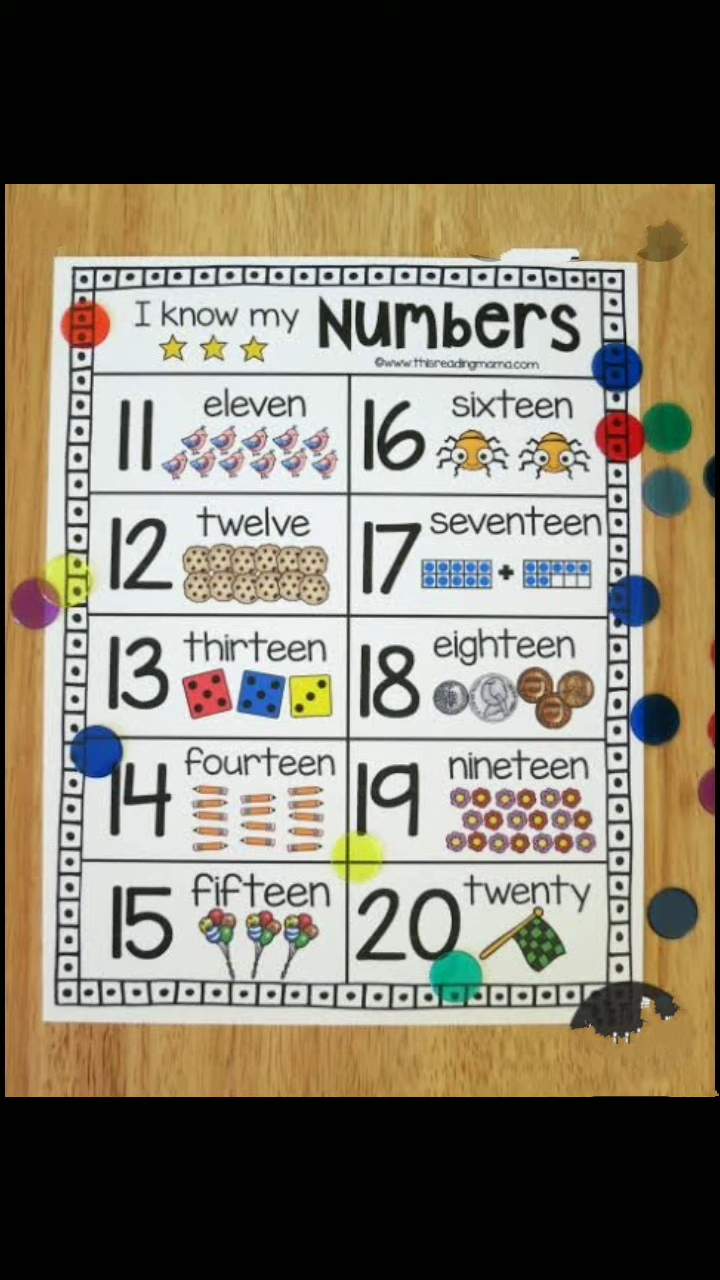 I know my Numbers
©www.thisreadingmama.com
11 eleven
12 twelve
13 thirteen
14 fourteen
15 fifteen
16 sixteen
17 seventeen
+
18 eighteen
19 nineteen
20 twenty